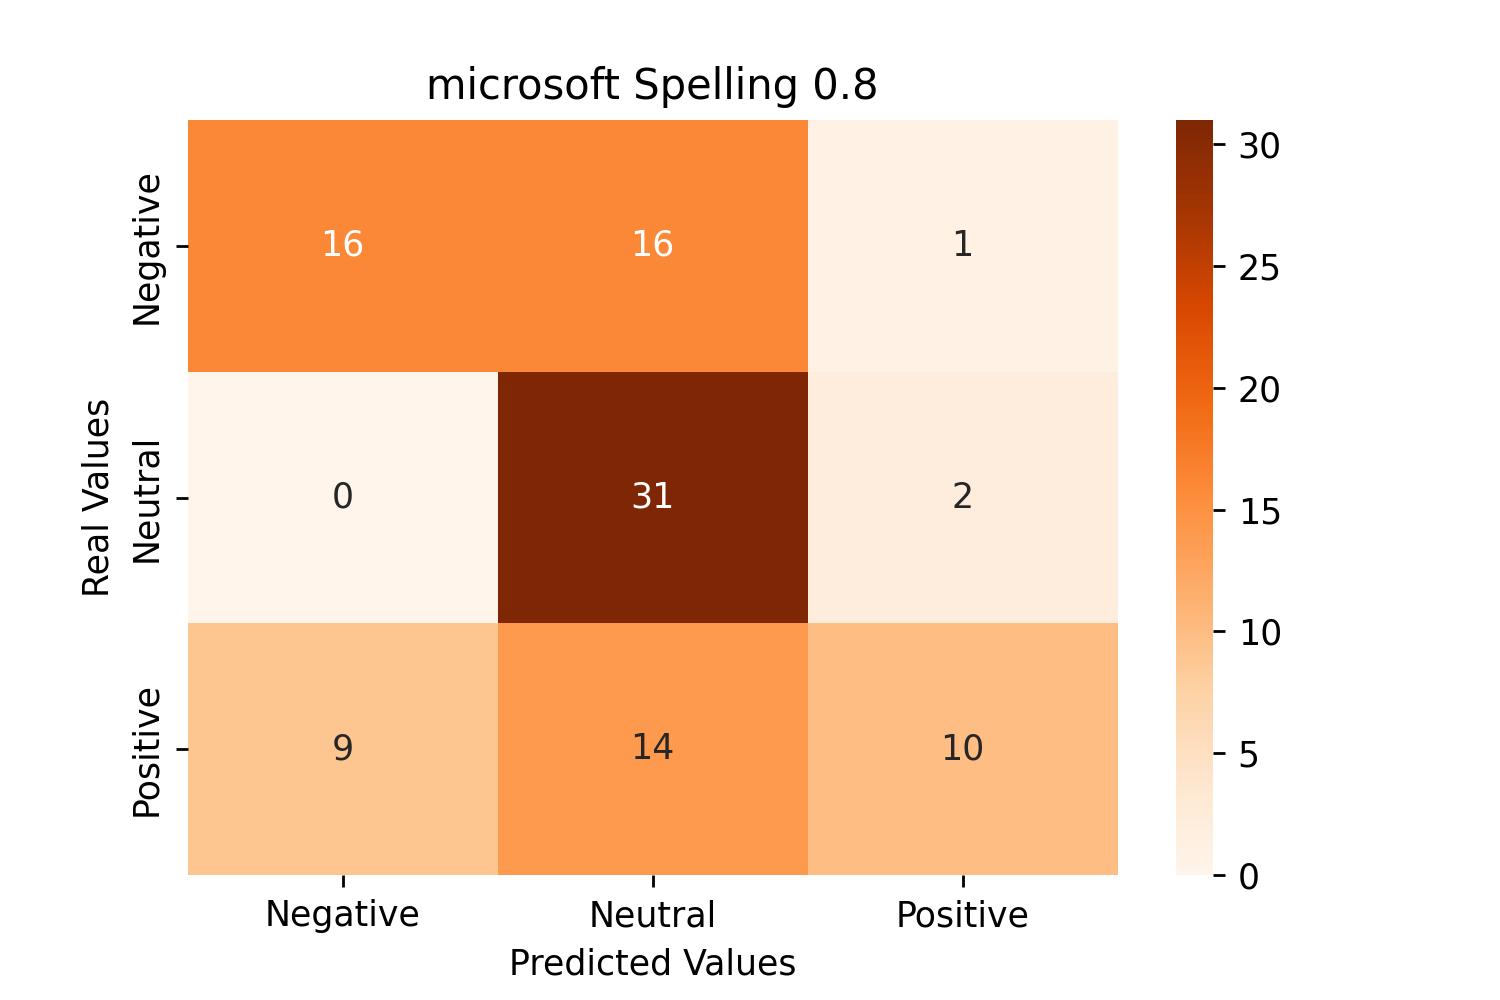 microsoft Spelling 0.8
Real Values
Negative
16 16 1
Neutral
0 31 2
Positive
9 14 10
Negative Neutral Positive
Predicted Values
30
25
20
15
10
5
0